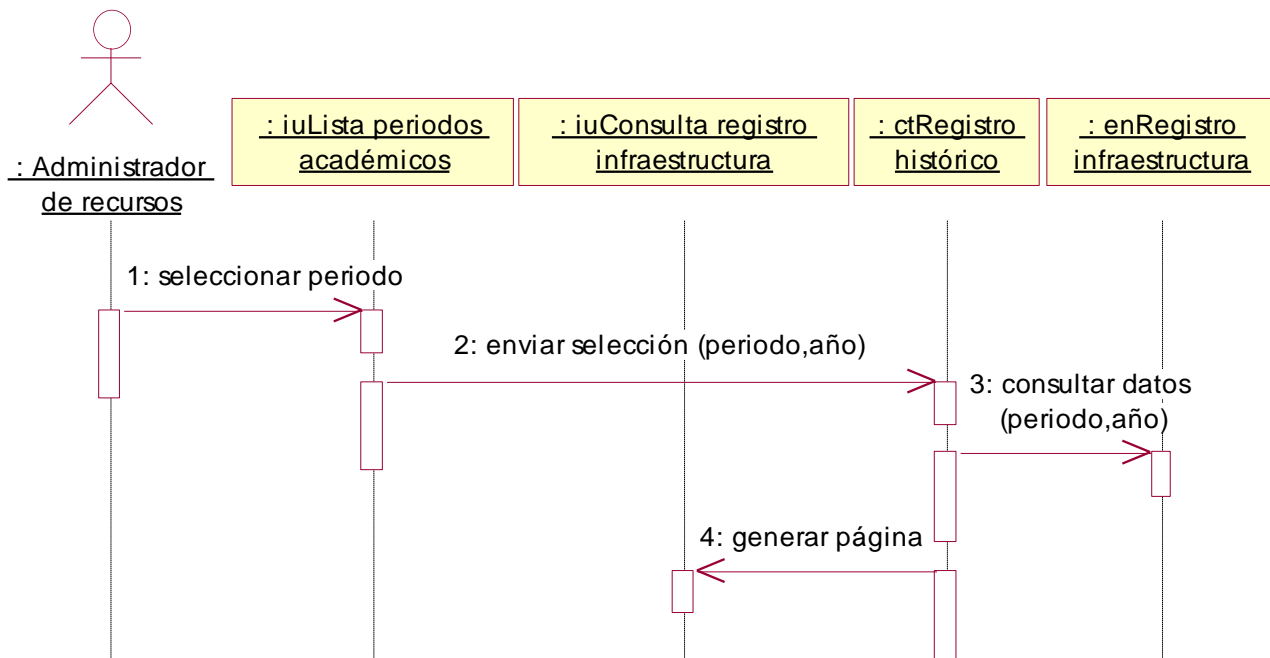 : iuLista periodos
académicos
: iuConsulta registro
infraestructura
: ctRegistro
histórico
: enRegistro
infraestructura
: Administrador
de recursos
1: seleccionar periodo
2: enviar selección (periodo,año)
3: consultar datos
(periodo,año)
4: generar página